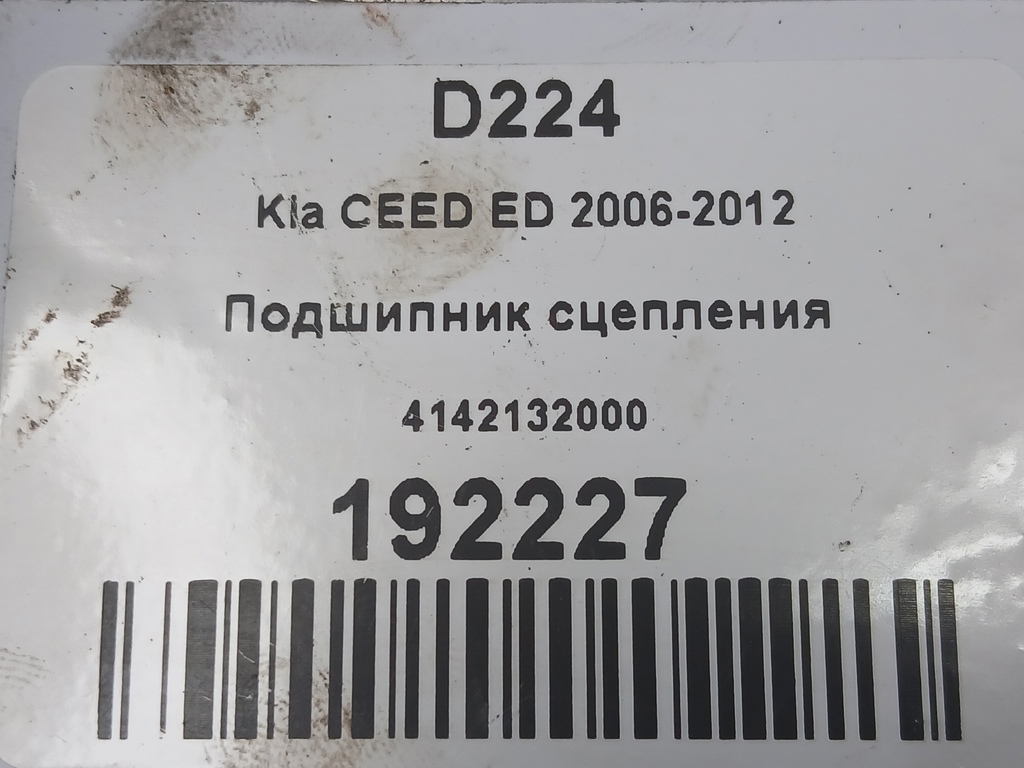 D224
Kia CEED ED 2006-2012
Подшипник сцепления
4142132000
192227